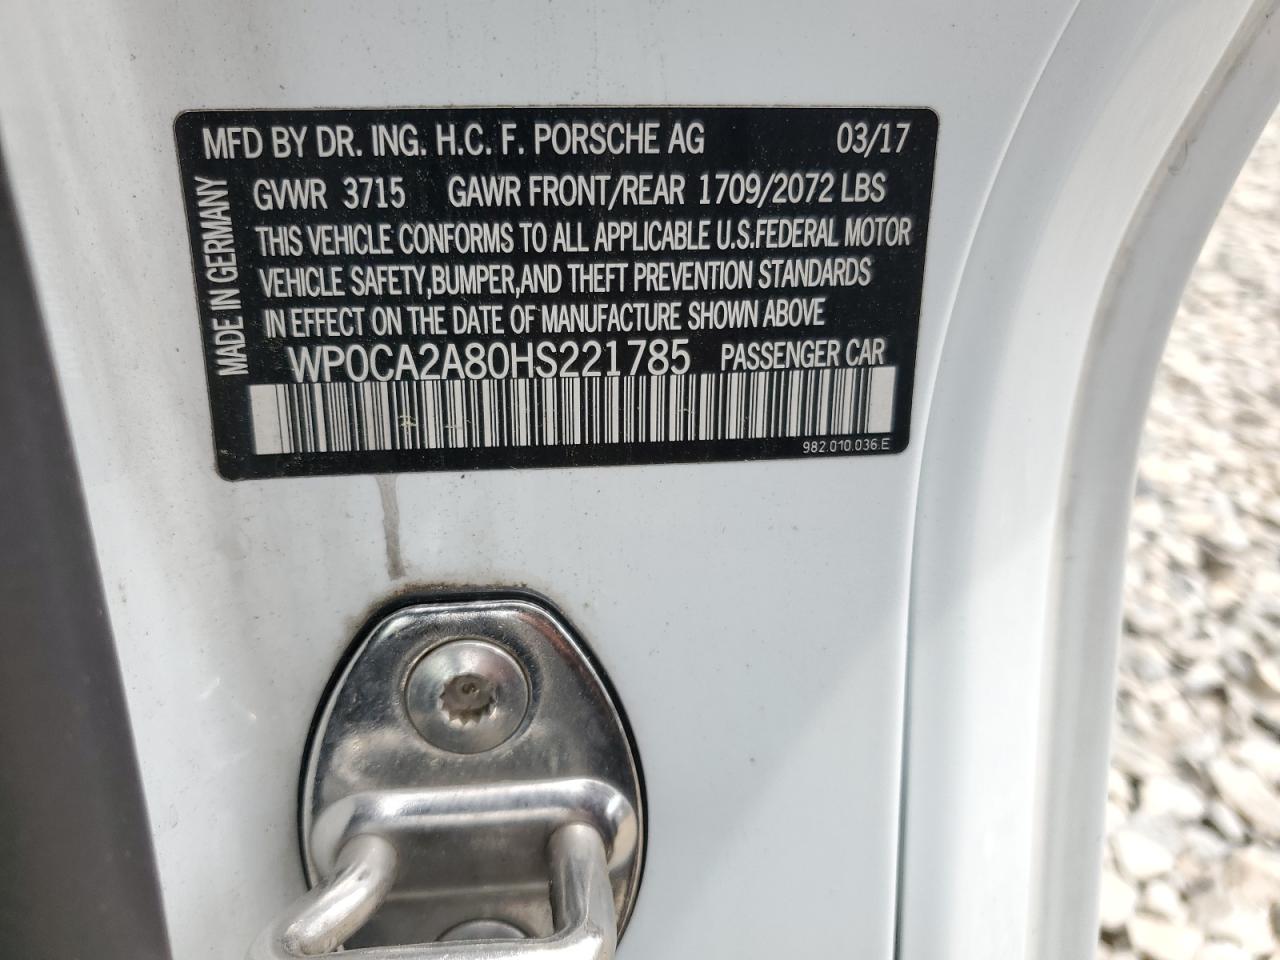 MFD BY DR. ING. H.C. F. PORSCHE AG 03/17
GVWR 3715 GAWR FRONT/REAR 1709/2072 LBS
THIS VEHICLE CONFORMS TO ALL APPLICABLE U.S.FEDERAL MOTOR
VEHICLE SAFETY,BUMPER,AND THEFT PREVENTION STANDARDS
IN EFFECT ON THE DATE OF MANUFACTURE SHOWN ABOVE
WP0CA2A80HS221785 PASSENGER CAR
982.010.036.E
MADE IN GERMANY